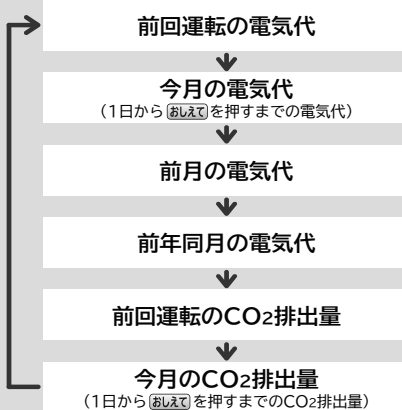 前回運転の電気代
今月の電気代
(1日からおしえてを押すまでの電気代)
前月の電気代
前年同月の電気代
前回運転のCO2排出量
今月のCO2排出量
(1日からおしえてを押すまでのCO2排出量)